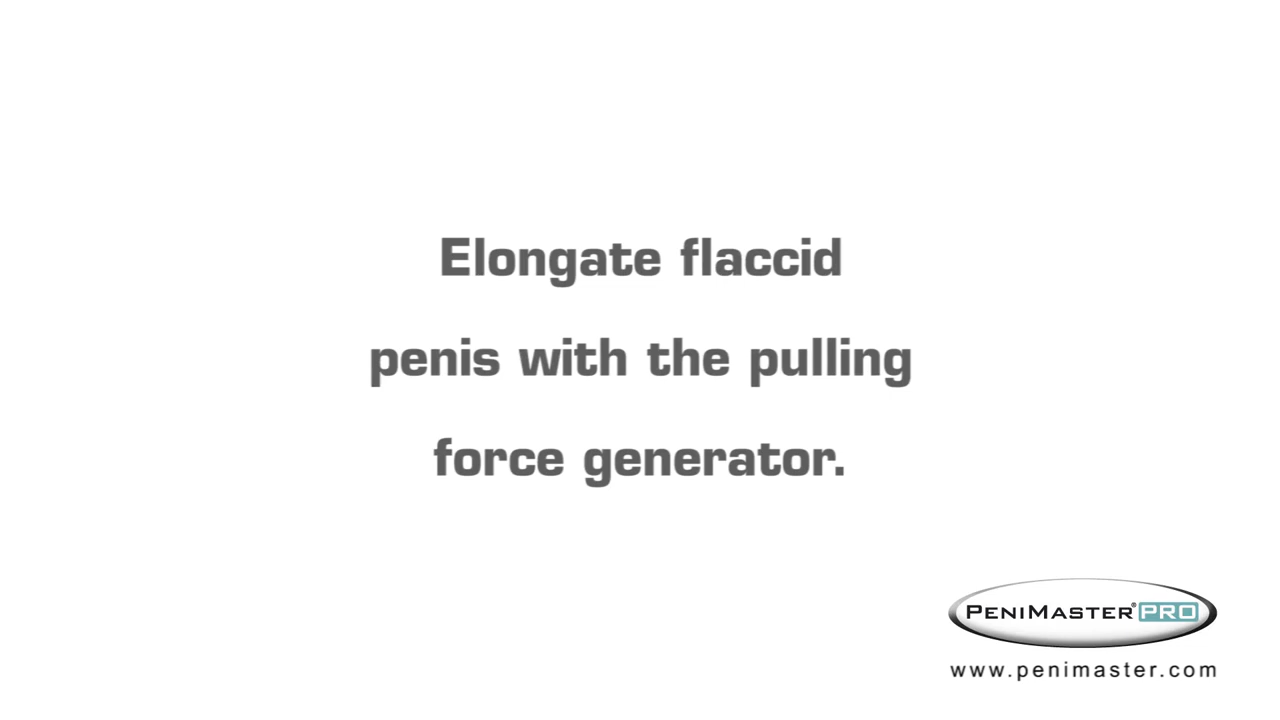 Elongate flaccid
penis with the pulling
force generator.
PENIMASTER® PRO
www.penimaster.com